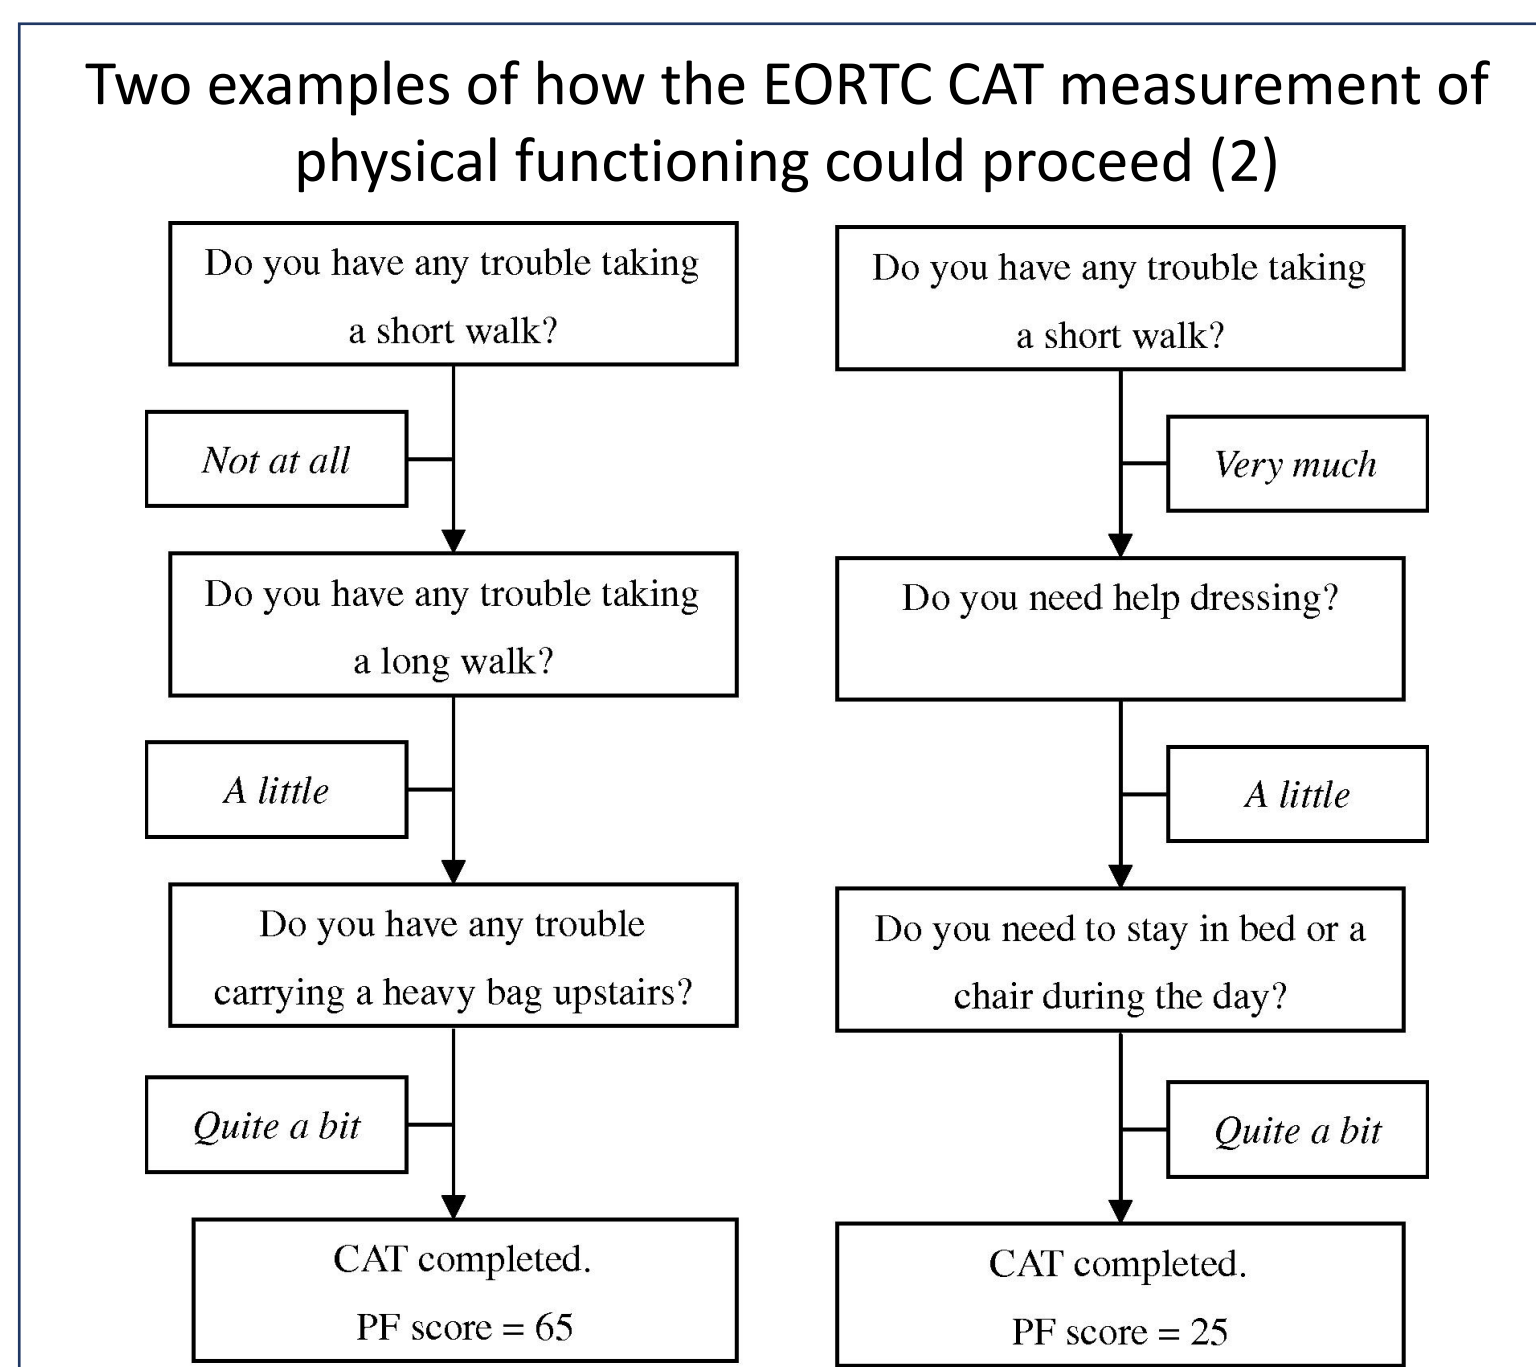 Two examples of how the EORTC CAT measurement of
physical functioning could proceed (2)
Do you have any trouble taking
a short walk?
Not at all
Do you have any trouble taking
a long walk?
A little
Do you have any trouble
carrying a heavy bag upstairs?
Quite a bit
CAT completed.
PF score = 65
Do you have any trouble taking
a short walk?
Very much
Do you need help dressing?
A little
Do you need to stay in bed or a
chair during the day?
Quite a bit
CAT completed.
PF score = 25